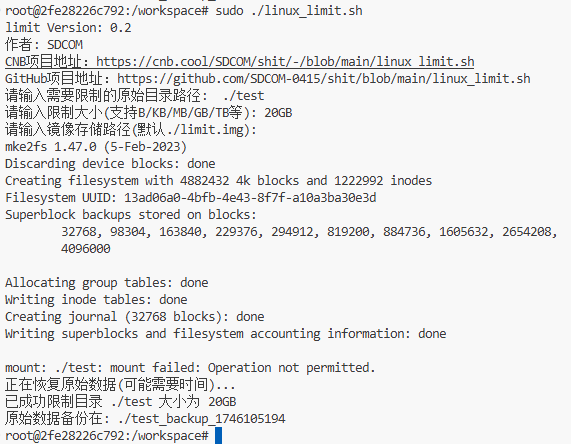 root@2fe28226c792:/workspace# sudo ./linux_limit.sh
limit Version: 0.2
作者: SDCOM
CNB项目地址: https://cnb.cool/SDCOM/shit/-/blob/main/linux_limit.sh
GitHub项目地址: https://github.com/SDCOM-0415/shit/blob/main/linux_limit.sh
请输入需要限制的原始目录路径: ./test
请输入限制大小(支持B/KB/MB/GB/TB等): 20GB
请输入镜像存储路径(默认./limit.img):
mke2fs 1.47.0 (5-Feb-2023)
Discarding device blocks: done
Creating filesystem with 4882432 4k blocks and 1222992 inodes
Filesystem UUID: 13ad06a0-4bfb-4e43-8f7f-a10a3ba30e3d
Superblock backups stored on blocks:
32768, 98304, 163840, 229376, 294912, 819200, 884736, 1605632, 2654208,
4096000
Allocating group tables: done
Writing inode tables: done
Creating journal (32768 blocks): done
Writing superblocks and filesystem accounting information: done
mount: ./test: mount failed: Operation not permitted.
正在恢复原始数据(可能需要时间)...
已成功限制目录 ./test 大小为 20GB
原始数据备份在: ./test_backup_1746105194
root@2fe28226c792:/workspace#